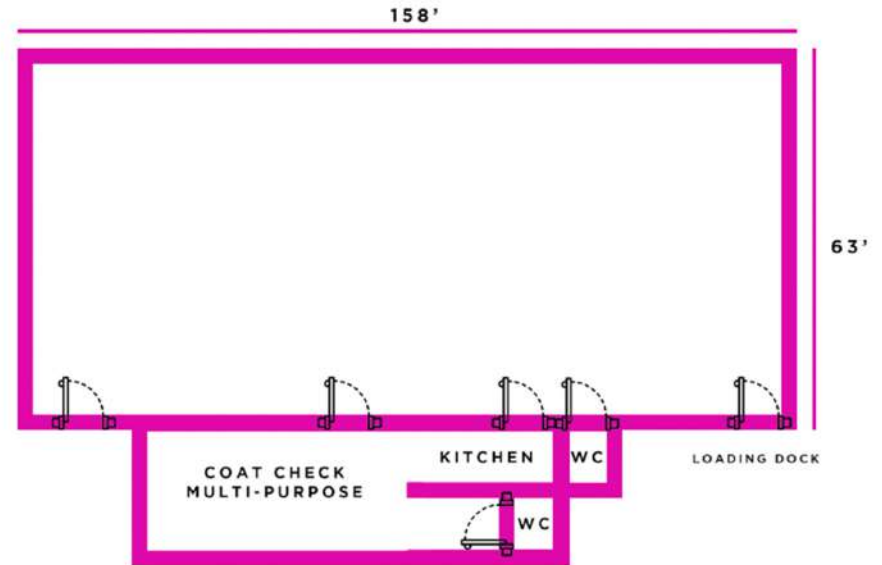 158’
63’
KITCHEN
WC
LOADING DOCK
COAT CHECK
MULTI-PURPOSE
WC